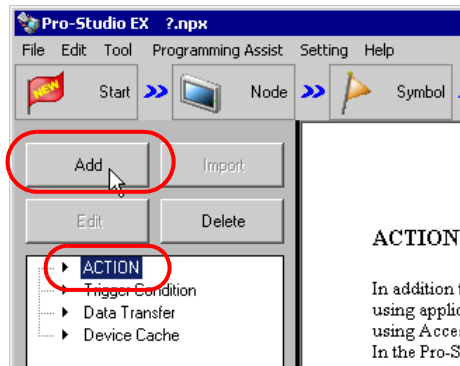 Pro-Studio EX ?.npx
File Edit Tool Programming Assist Setting Help
NEW Start Node Symbol
Add Import
Edit Delete
ACTION
Trigger Condition
Data Transfer
Device Cache
ACTION
In addition
using applic
using Acces
In the Pro-S